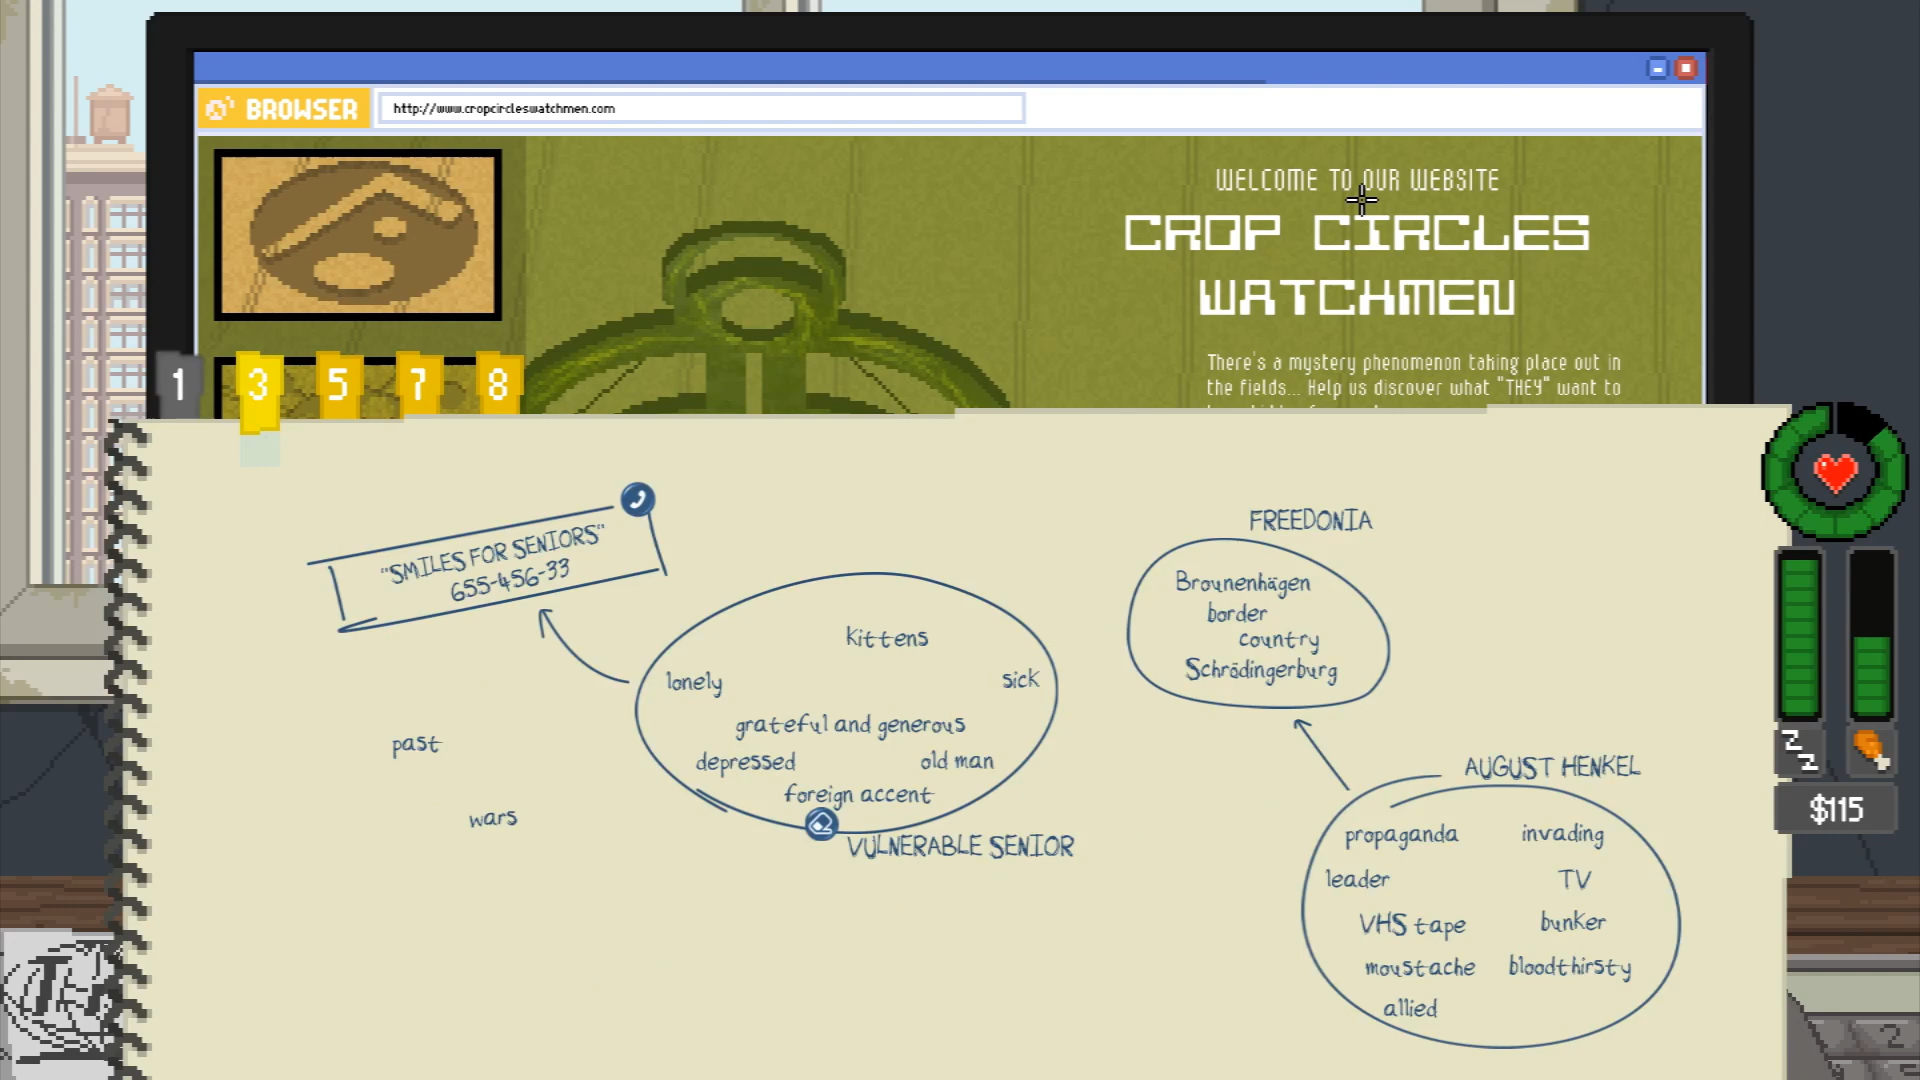 BROWSER
http://www.cropcircleswatchmen.com
WELCOME TO OUR WEBSITE
CROP CIRCLES
WATCHMEN
There's a mystery phenomenon taking place out in
the fields... Help us discover what "THEY" want to
1
3
5
7
8
"SMILES FOR SENIORS"
655-456-33
Kittens
lonely
sick
grateful and generous
depressed
old man
foreign accent
VULNERABLE SENIOR
past
wars
FREEDONIA
Brounenhägen
border
country
Schrödingerburg
AUGUST HENKEL
propaganda
invading
leader
TV
VHS tape
bunker
moustache
bloodthirsty
allied
ZZ
$115
2